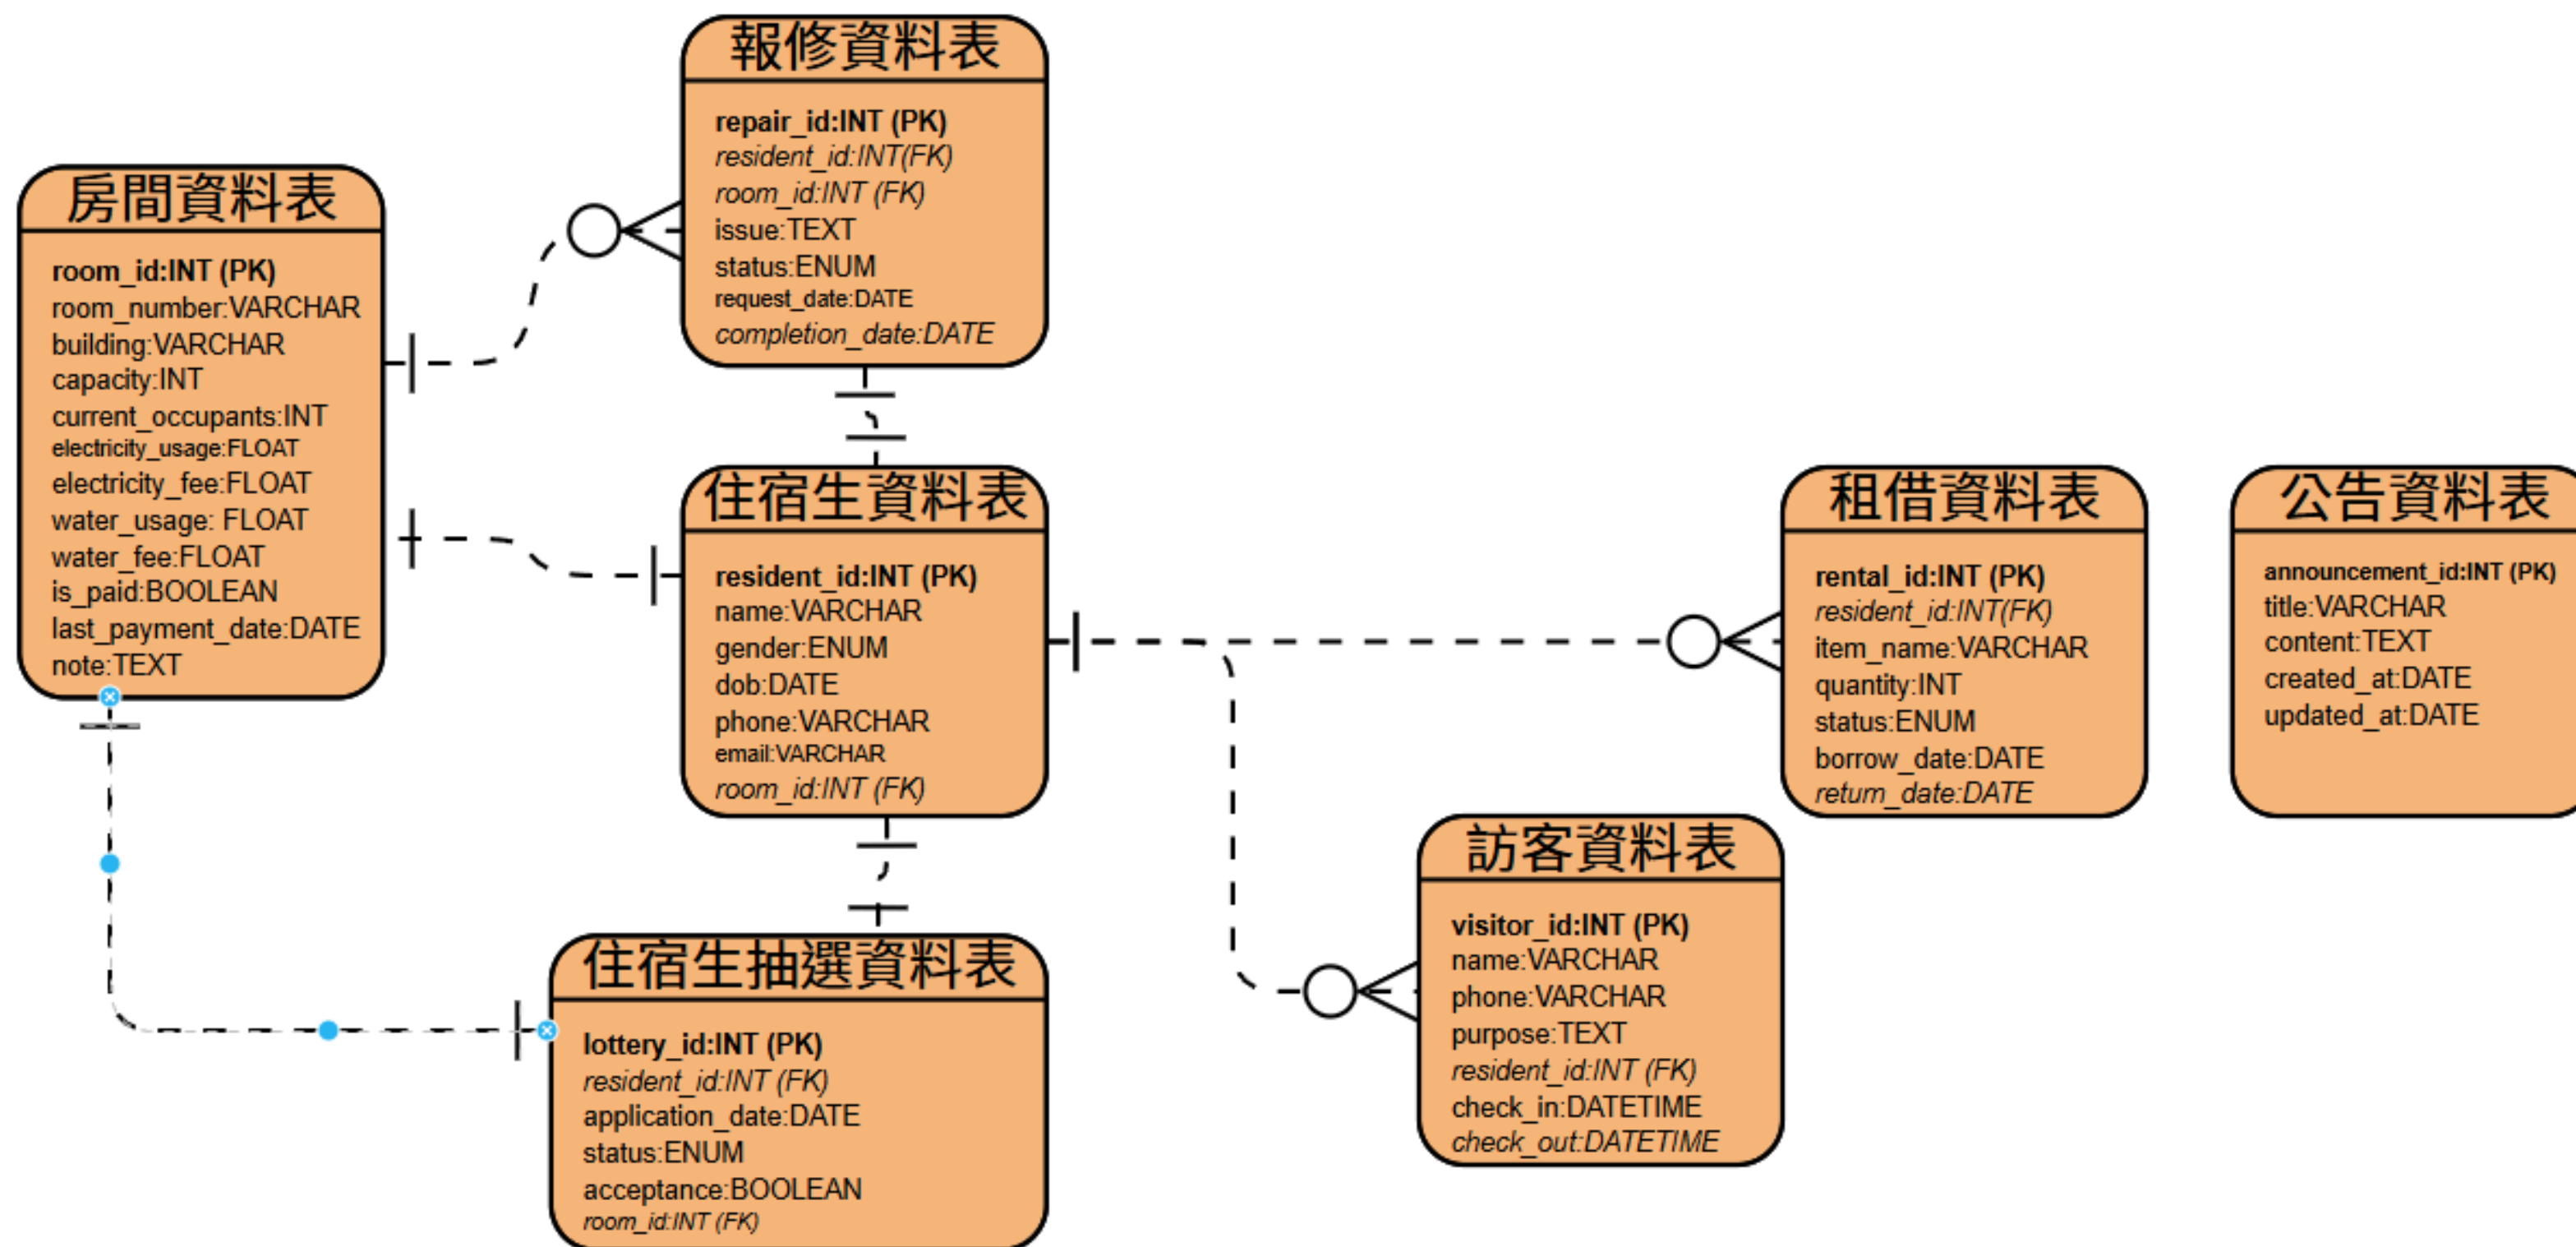 報修資料表
repair_id:INT (PK)
resident_id:INT(FK)
room_id:INT (FK)
issue:TEXT
status:ENUM
request_date:DATE
completion_date:DATE
房間資料表
room_id:INT (PK)
room_number:VARCHAR
building:VARCHAR
capacity:INT
current_occupants:INT
electricity_usage:FLOAT
electricity_fee:FLOAT
water_usage: FLOAT
water_fee:FLOAT
is_paid:BOOLEAN
last_payment_date:DATE
note:TEXT
住宿生資料表
resident_id:INT (PK)
name:VARCHAR
gender:ENUM
dob:DATE
phone:VARCHAR
email:VARCHAR
room_id:INT (FK)
租借資料表
rental_id:INT (PK)
resident_id:INT(FK)
item_name:VARCHAR
quantity:INT
status:ENUM
borrow_date:DATE
return_date:DATE
公告資料表
announcement_id:INT (PK)
title:VARCHAR
content:TEXT
created_at:DATE
updated_at:DATE
訪客資料表
visitor_id:INT (PK)
name:VARCHAR
phone:VARCHAR
purpose:TEXT
resident_id:INT (FK)
check_in:DATETIME
check_out:DATETIME
住宿生抽選資料表
lottery_id:INT (PK)
resident_id:INT (FK)
application_date:DATE
status:ENUM
acceptance:BOOLEAN
room_id:INT (FK)